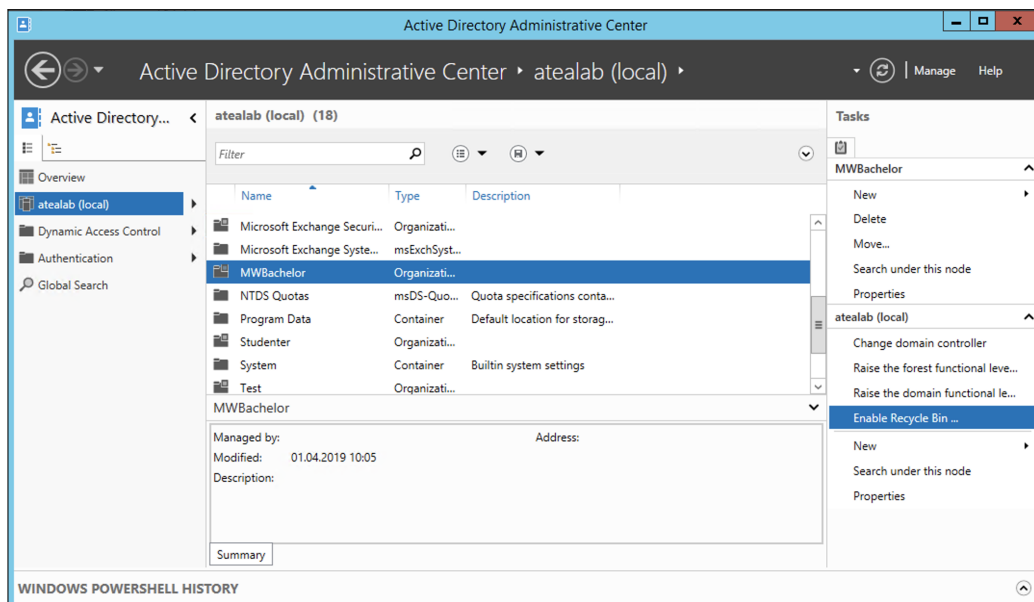 Active Directory Administrative Center
Active Directory Administrative Center ‣ atealab (local) ‣
Manage
Help
Active Directory...
Overview
atealab (local)
Dynamic Access Control
Authentication
Global Search
atealab (local) (18)
Filter
Name Type Description
Microsoft Exchange Securi... Organizati...
Microsoft Exchange Syste... msExchSyst...
MWBachelor Organizati...
NTDS Quotas msDS-Quo... Quota specifications conta...
Program Data Container Default location for storag...
Studenter Organizati...
System Container Builtin system settings
Test Organizati...
MWBachelor
Managed by: Address:
Modified: 01.04.2019 10:05
Description:
Summary
Tasks
MWBachelor
New
Delete
Move...
Search under this node
Properties
atealab (local)
Change domain controller
Raise the forest functional leve...
Raise the domain functional le...
Enable Recycle Bin ...
New
Search under this node
Properties
WINDOWS POWERSHELL HISTORY